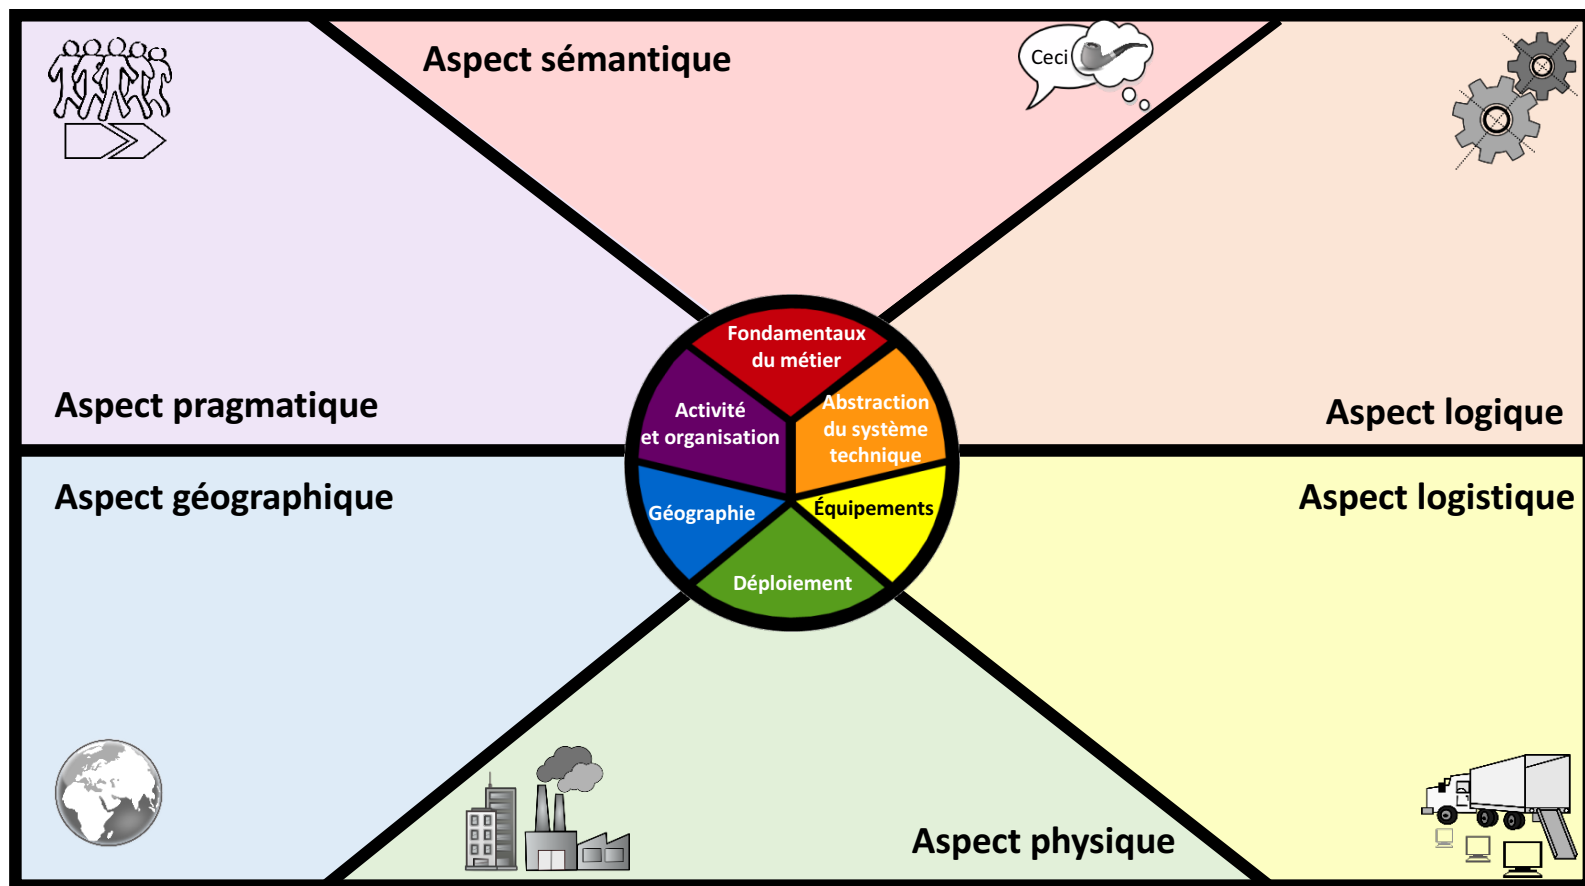 Aspect sémantique
Ceci
Fondamentaux
du métier
Aspect pragmatique
Activité
et organisation
Abstraction
du système
technique
Aspect logique
Aspect géographique
Géographie
Équipements
Aspect logistique
Déploiement
Aspect physique